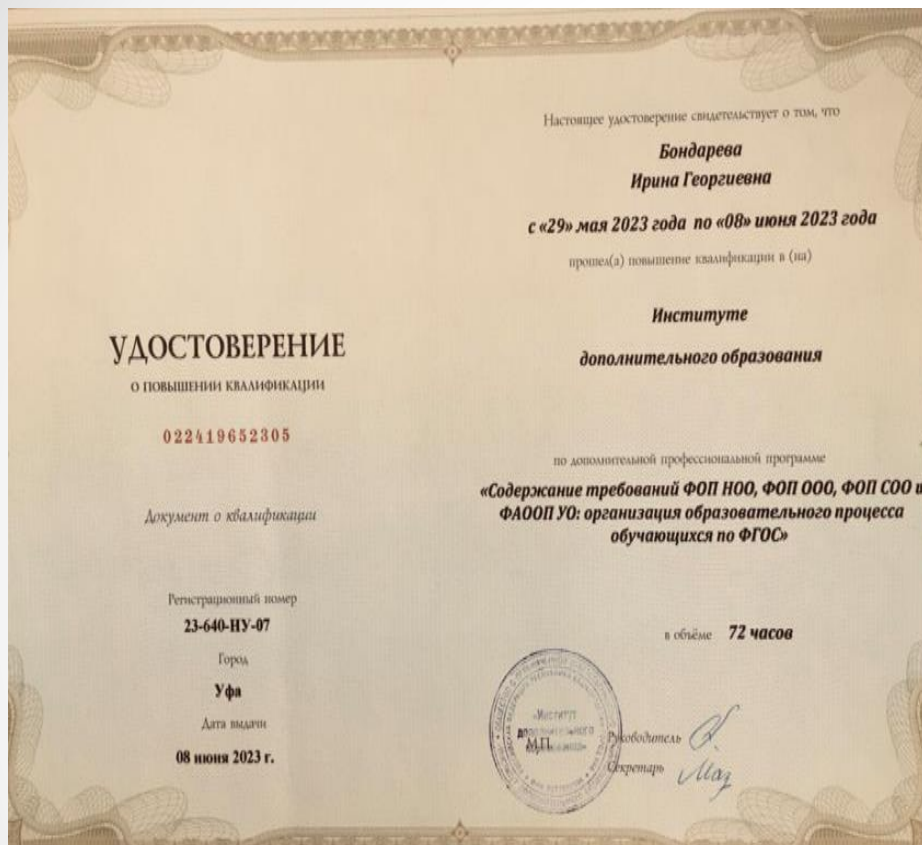 УДОСТОВЕРЕНИЕ
О ПОВЫШЕНИИ КВАЛИФИКАЦИИ
022419652305
Документ о квалификации
Регистрационный номер
23-640-НУ-07
Город
Уфа
Дата выдачи
08 июня 2023 г.
Настоящее удостоверение свидетельствует о том, что
Бондарева
Ирина Георгиевна
с «29» мая 2023 года по «08» июня 2023 года
прошел(а) повышение квалификации в (на)
Институте
дополнительного образования
по дополнительной профессиональной программе
«Содержание требований ФОП НОО, ФОП ООО, ФОП СОО и
ФАООП УО: организация образовательного процесса
обучающихся по ФГОС»
в объёме 72 часов
«Институт
дополнительного
М.П.
Руководитель
Секретарь